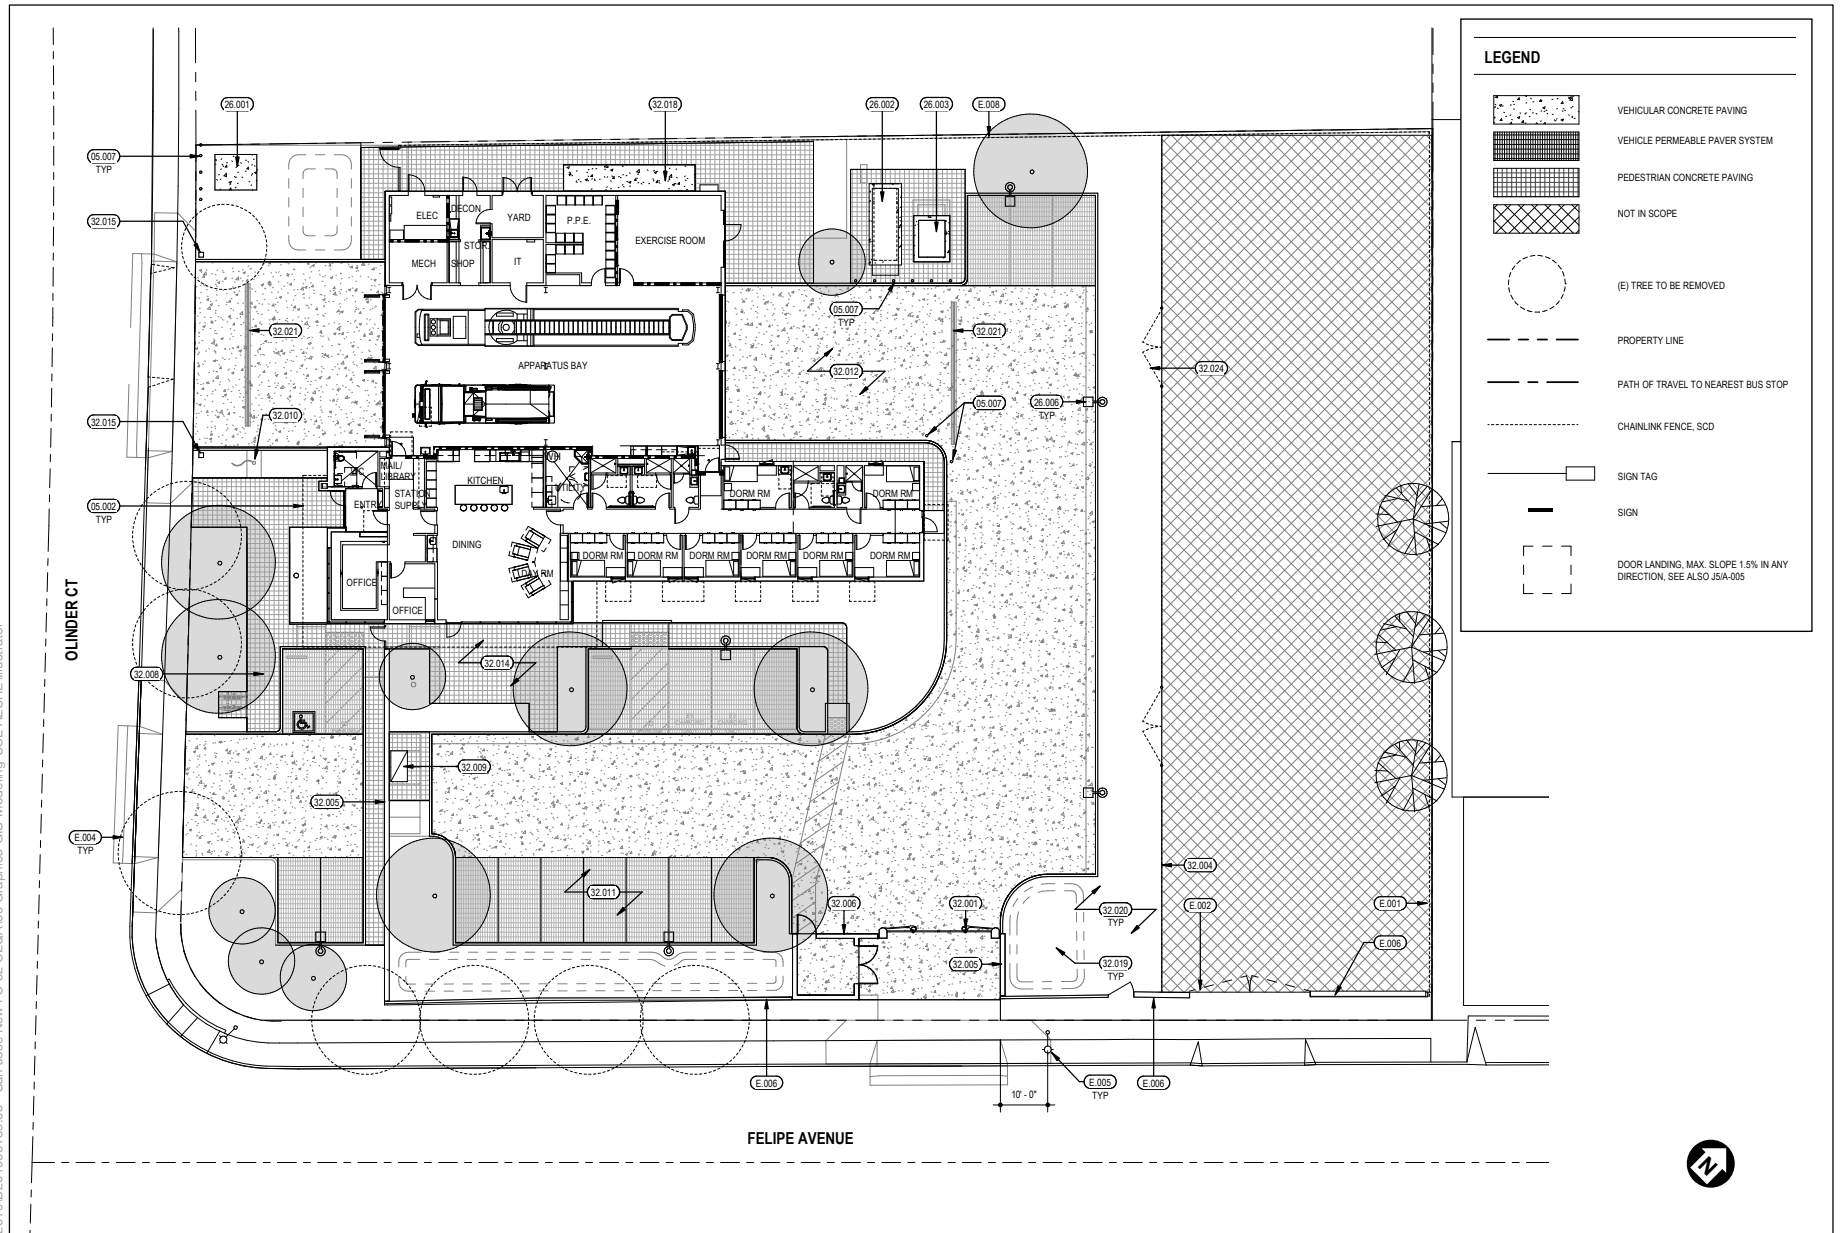 26.001
32.018
26.002
26.003
E.008
05.007
TYP
32.015
ELEC
DECON
YARD
P.P.E.
EXERCISE ROOM
STOR.
MECH
SHOP
IT
05.007
TYP
32.021
32.021
APPARATUS BAY
32.012
32.024
32.010
05.007
26.006
TYP
32.015
MAIL/
LIBRARY
KITCHEN
WH
UTILITY
STATION
SUPPLY
ENTRY
DORM RM
DORM RM
05.002
TYP
DINING
DAY RM
DORM RM
DORM RM
DORM RM
DORM RM
DORM RM
DORM RM
OFFICE
OFFICE
OLINDER CT
32.014
32.008
32.009
32.005
E.004
TYP
32.004
32.011
32.006
32.001
32.020
TYP
E.002
E.001
E.006
32.005
32.019
TYP
E.006
E.005
TYP
E.006
10' - 0"
FELIPE AVENUE
N
LEGEND
VEHICULAR CONCRETE PAVING
VEHICLE PERMEABLE PAVER SYSTEM
PEDESTRIAN CONCRETE PAVING
NOT IN SCOPE
(E) TREE TO BE REMOVED
PROPERTY LINE
PATH OF TRAVEL TO NEAREST BUS STOP
CHAINLINK FENCE, SCD
SIGN TAG
SIGN
DOOR LANDING, MAX. SLOPE 1.5% IN ANY
DIRECTION, SEE ALSO J5/A-005